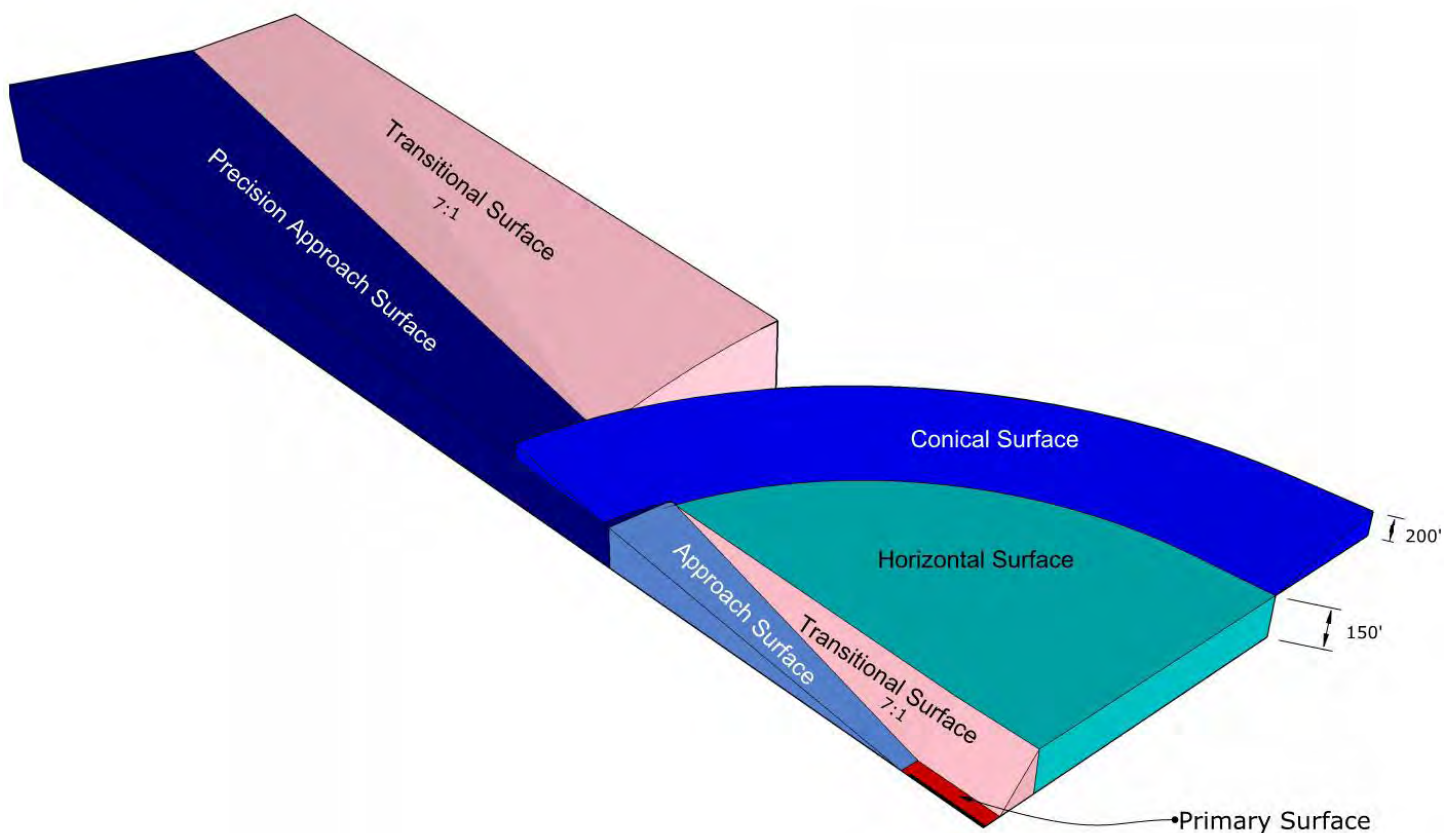 Transitional Surface
7:1
Precision Approach Surface
Conical Surface
200'
Horizontal Surface
Approach Surface
150'
Transitional Surface
7:1
Primary Surface